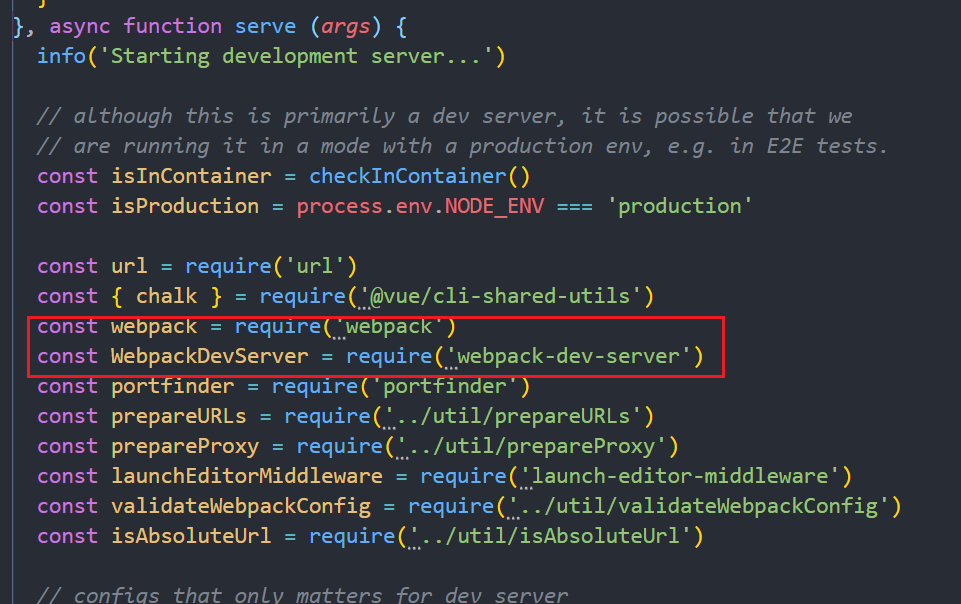 }
}, async function serve (args) {
info('Starting development server...')
// although this is primarily a dev server, it is possible that we
// are running it in a mode with a production env, e.g. in E2E tests.
const isInContainer = checkInContainer()
const isProduction = process.env.NODE_ENV === 'production'
const url = require('url')
const { chalk } = require('@vue/cli-shared-utils')
const webpack = require('webpack')
const WebpackDevServer = require('webpack-dev-server')
const portfinder = require('portfinder')
const prepareURLs = require('../util/prepareURLs')
const prepareProxy = require('../util/prepareProxy')
const launchEditorMiddleware = require('launch-editor-middleware')
const validateWebpackConfig = require('../util/validateWebpackConfig')
const isAbsoluteUrl = require('../util/isAbsoluteUrl')
// configs that only matters for dev server